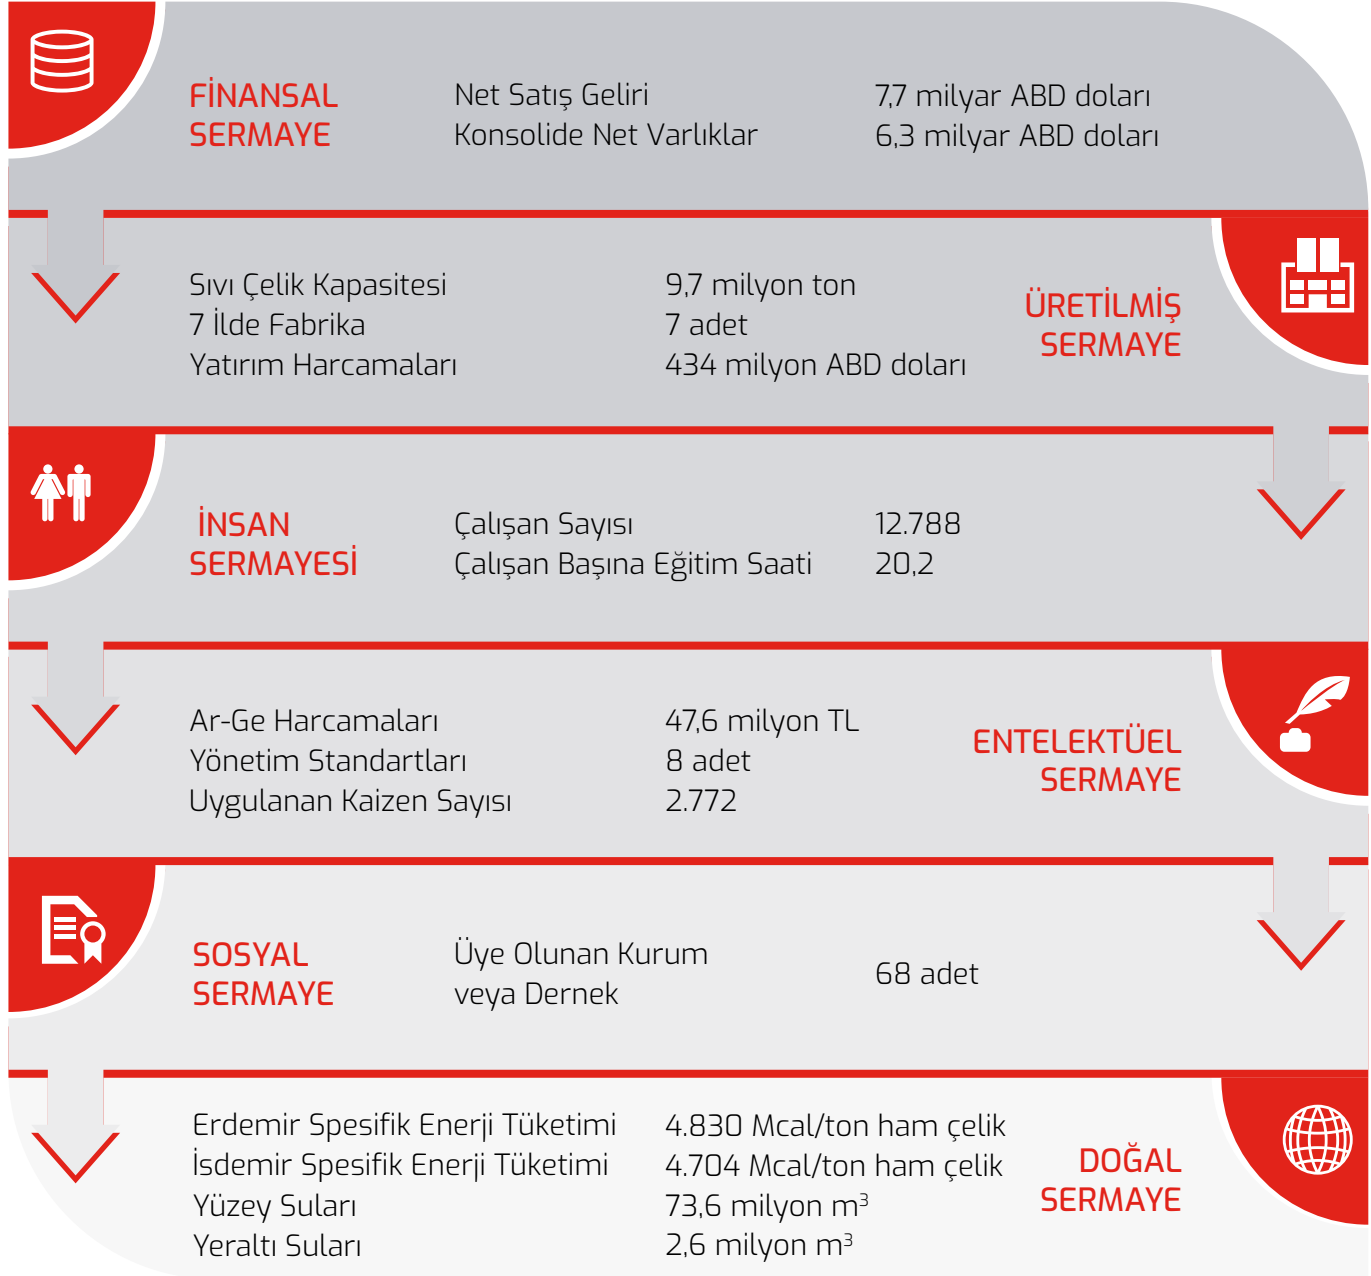 FİNANSAL
SERMAYE
Net Satış Geliri 7,7 milyar ABD doları
Konsolide Net Varlıklar 6,3 milyar ABD doları
Sıvı Çelik Kapasitesi 9,7 milyon ton
7 İlde Fabrika 7 adet
Yatırım Harcamaları 434 milyon ABD doları
ÜRETİLMİŞ
SERMAYE
İNSAN
SERMAYESİ
Çalışan Sayısı 12.788
Çalışan Başına Eğitim Saati 20,2
Ar-Ge Harcamaları 47,6 milyon TL
Yönetim Standartları 8 adet
Uygulanan Kaizen Sayısı 2.772
ENTELEKTÜEL
SERMAYE
SOSYAL
SERMAYE
Üye Olunan Kurum
veya Dernek
68 adet
Erdemir Spesifik Enerji Tüketimi 4.830 Mcal/ton ham çelik
İsdemir Spesifik Enerji Tüketimi 4.704 Mcal/ton ham çelik
Yüzey Suları 73,6 milyon m³
Yeraltı Suları 2,6 milyon m³
DOĞAL
SERMAYE